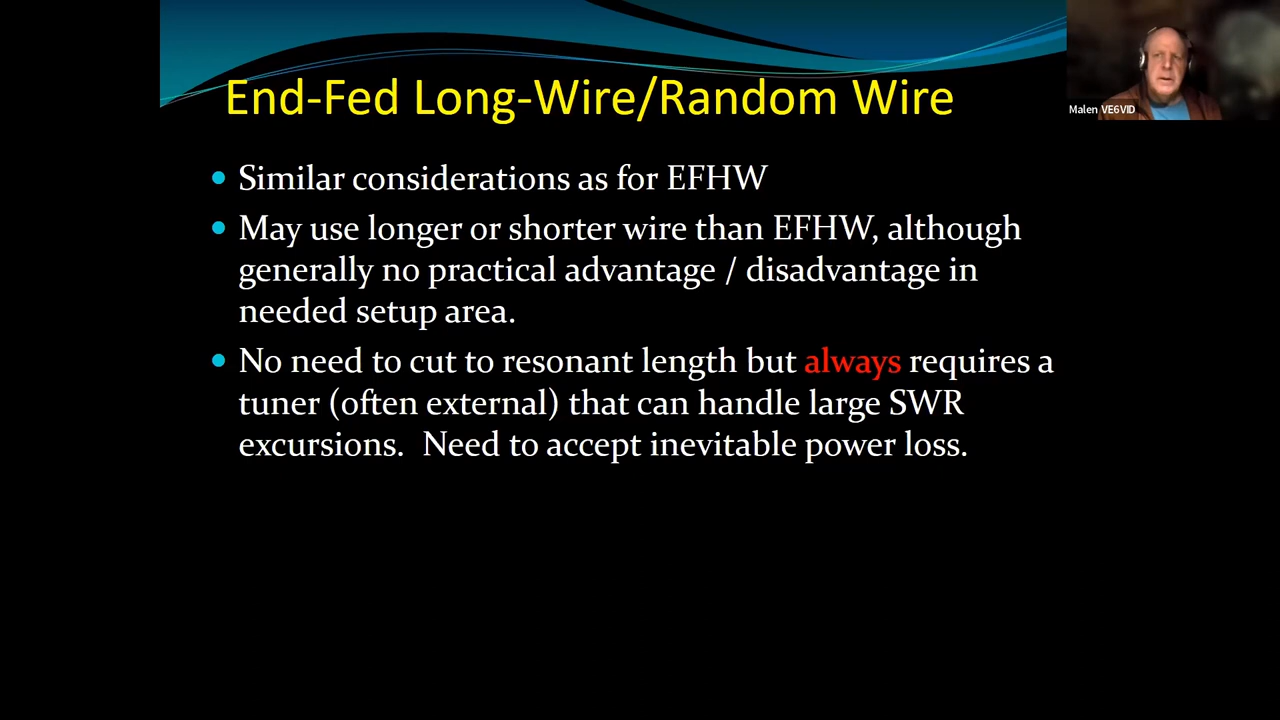 End-Fed Long-Wire/Random Wire
Malen VE6VID
• Similar considerations as for EFHW
• May use longer or shorter wire than EFHW, although
generally no practical advantage / disadvantage in
needed setup area.
• No need to cut to resonant length but always requires a
tuner (often external) that can handle large SWR
excursions.  Need to accept inevitable power loss.